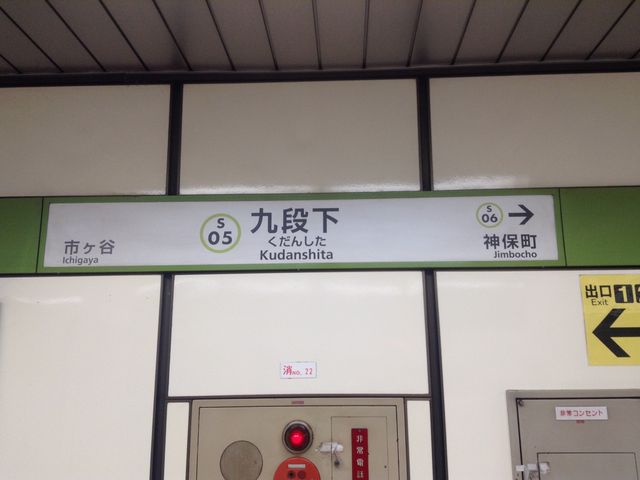 市ヶ谷
Ichigaya
S
05
九段下
くだんした
Kudanshita
S
06
神保町
Jimbocho
出口 1
Exit
消NO. 22
非常電話
非常コンセント